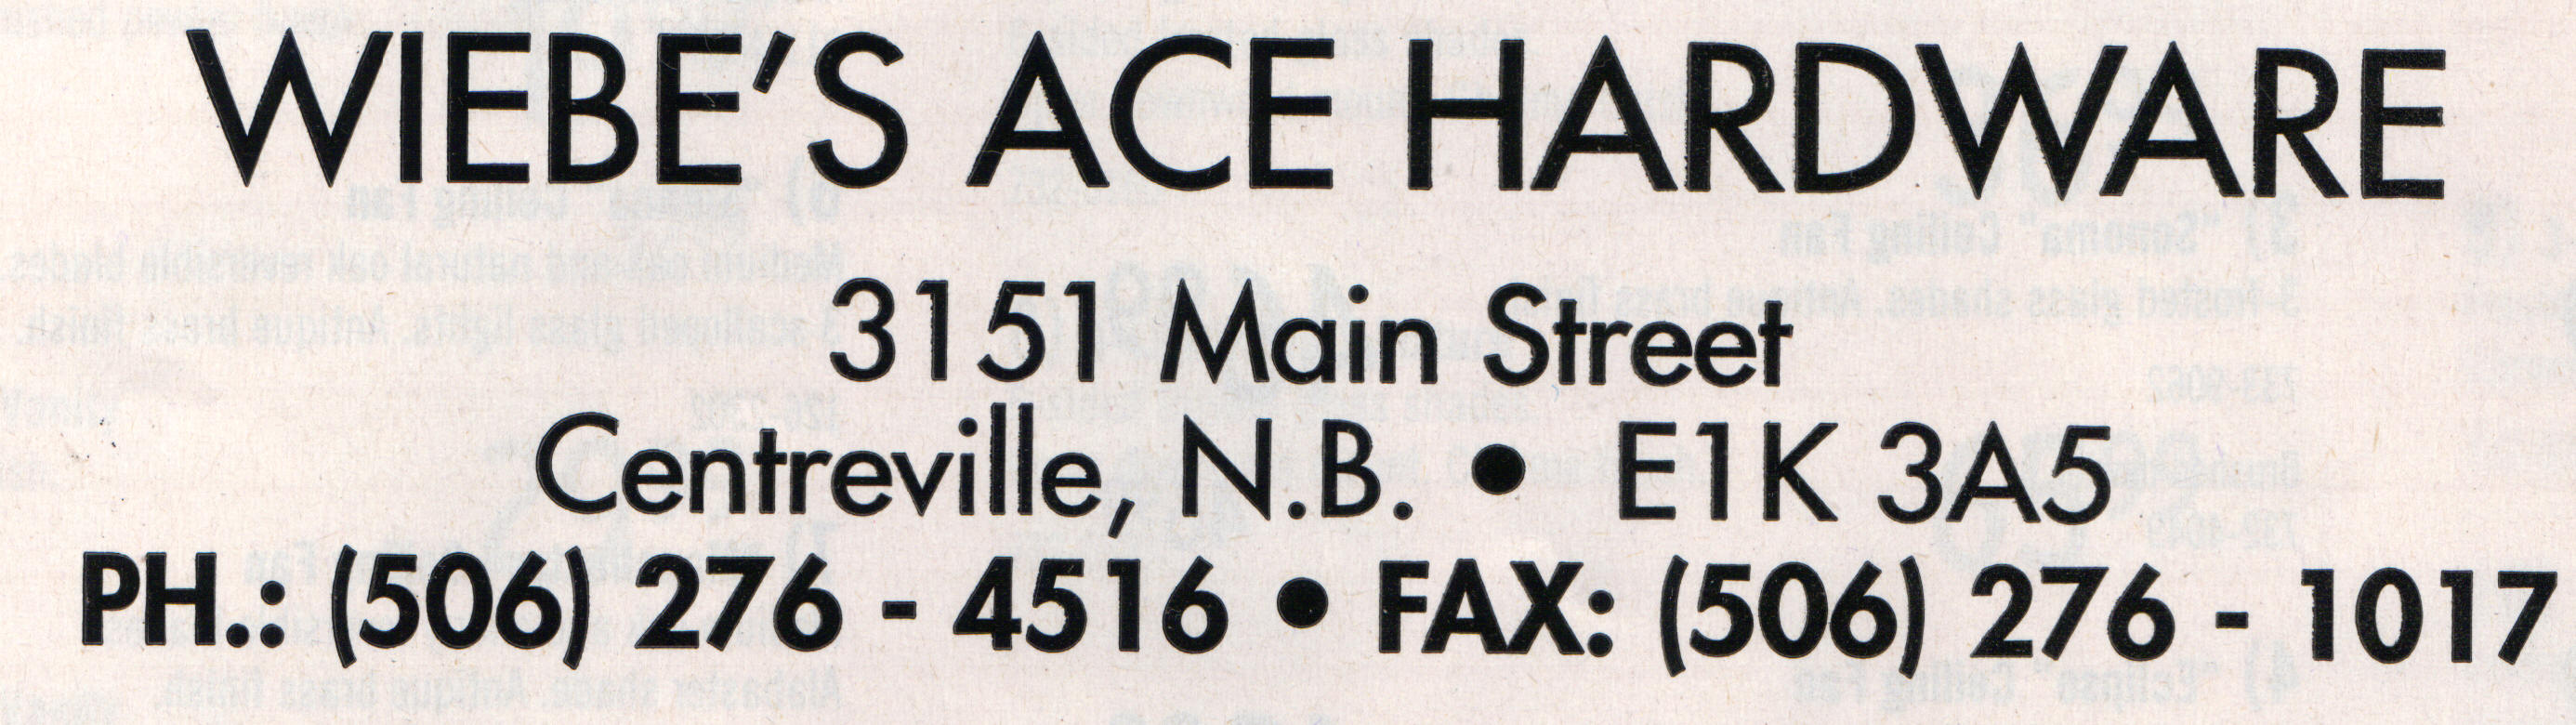 WIEBE'S ACE HARDWARE
3151 Main Street
Centreville, N.B. • E1K 3A5
PH.: (506) 276 - 4516 • FAX: (506) 276 - 1017